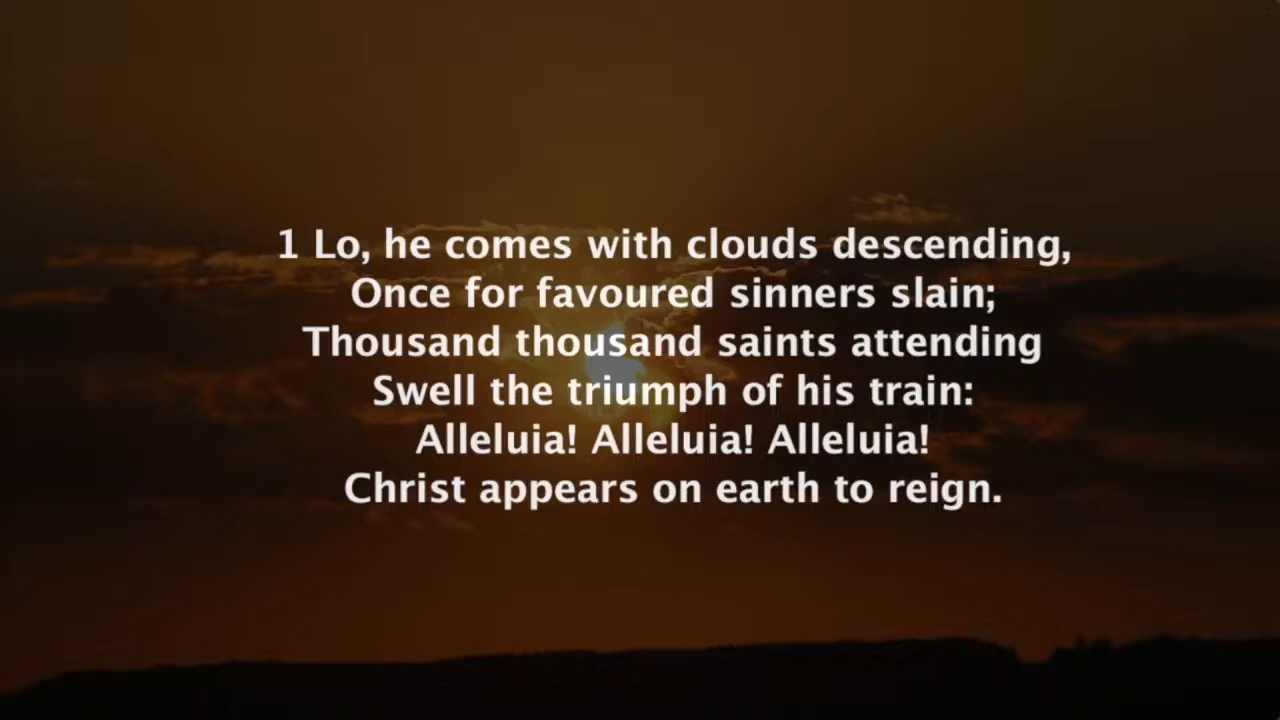 1 Lo, he comes with clouds descending,
Once for favoured sinners slain;
Thousand thousand saints attending
Swell the triumph of his train:
Alleluia! Alleluia! Alleluia!
Christ appears on earth to reign.